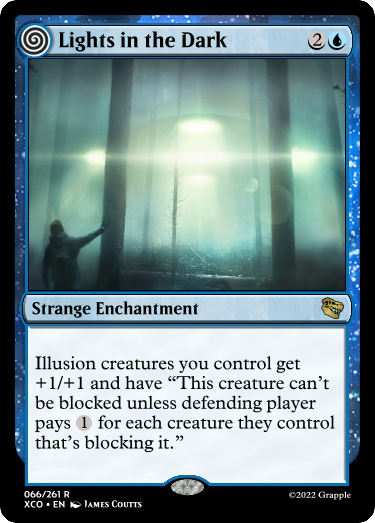 Lights in the Dark 2
Strange Enchantment
Illusion creatures you control get
+1/+1 and have “This creature can’t
be blocked unless defending player
pays 1 for each creature they control
that’s blocking it.”
066/261 R
XCO • EN JAMES COUTTS
©2022 Grapple